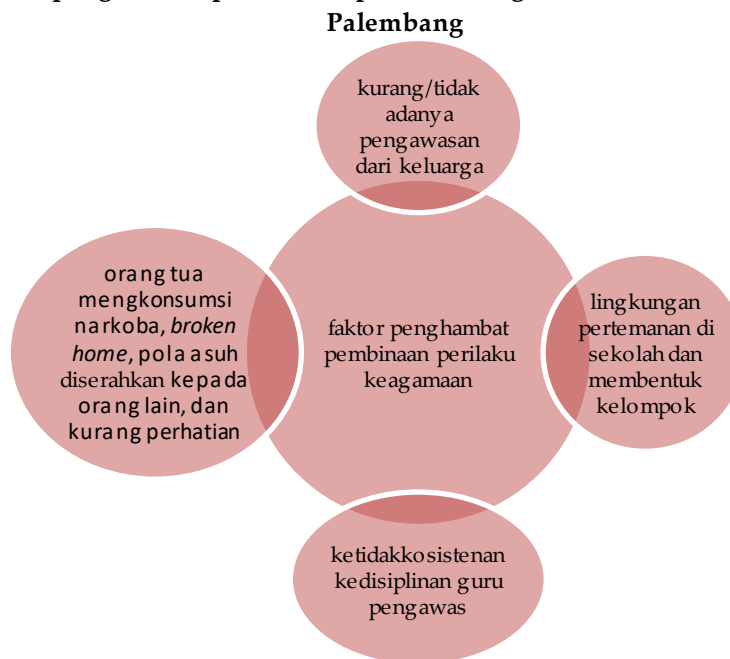 Palembang
kurang/tidak
adanya
pengawasan
dari keluarga
orang tua
mengkonsumsi
narkoba, broken
home, pola asuh
diserahkan kepada
orang lain, dan
kurang perhatian
faktor penghambat
pembinaan perilaku
keagamaan
lingkungan
pertemanan di
sekolah dan
membentuk
kelompok
ketidakkosistenan
kedisiplinan guru
pengawas